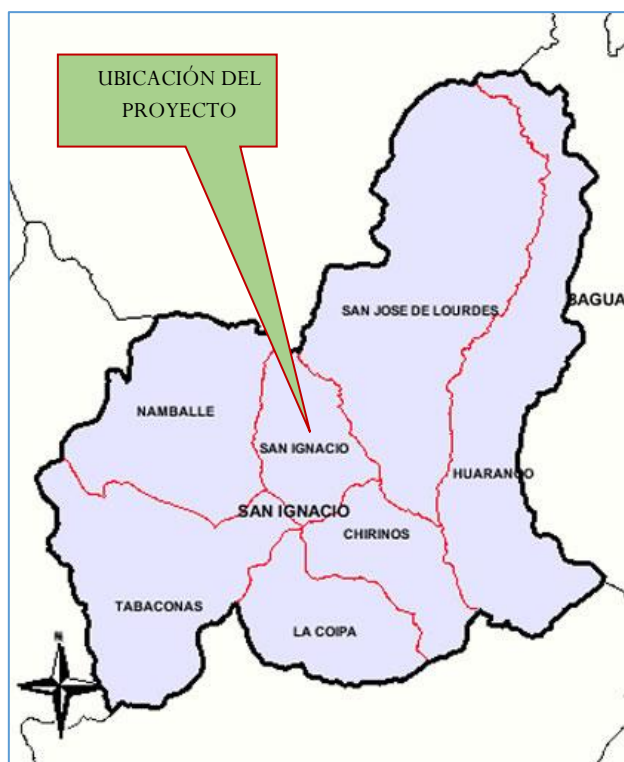 UBICACIÓN DEL
PROYECTO
SAN JOSE DE LOURDES
BAGUA
NAMBALLE
SAN IGNACIO
HUARANGO
SAN IGNACIO
CHIRINOS
TABACONAS
LA COIPA
N